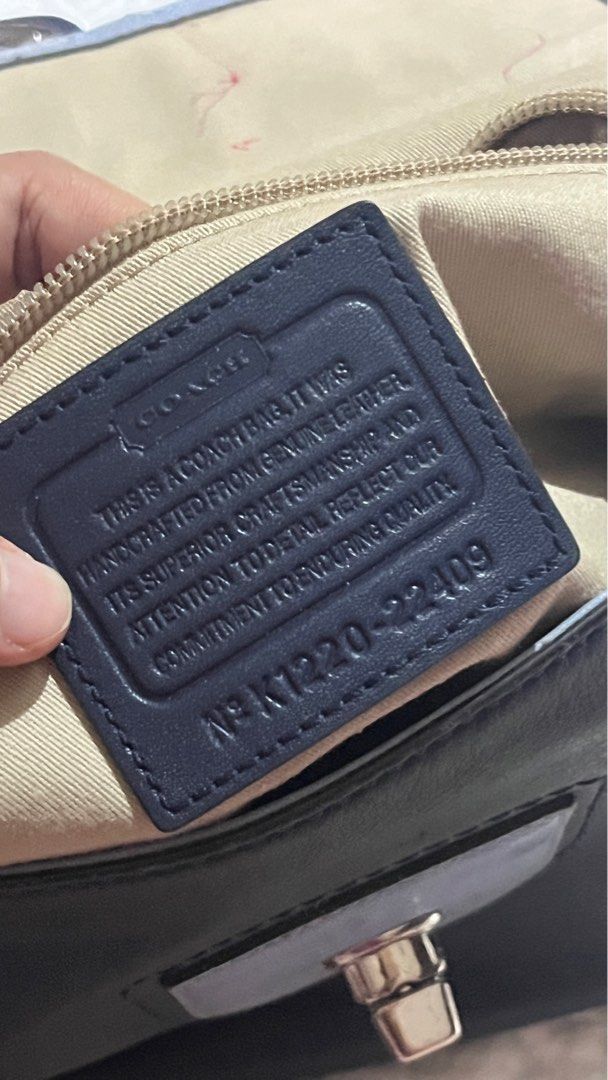 COACH
THIS IS A COACH BAG. IT WAS
HANDCRAFTED FROM GENUINE LEATHER.
ITS SUPERIOR CRAFTSMANSHIP AND
ATTENTION TO DETAIL REFLECT OUR
COMMITMENT TO ENDURING QUALITY.
Nº K1220-22409